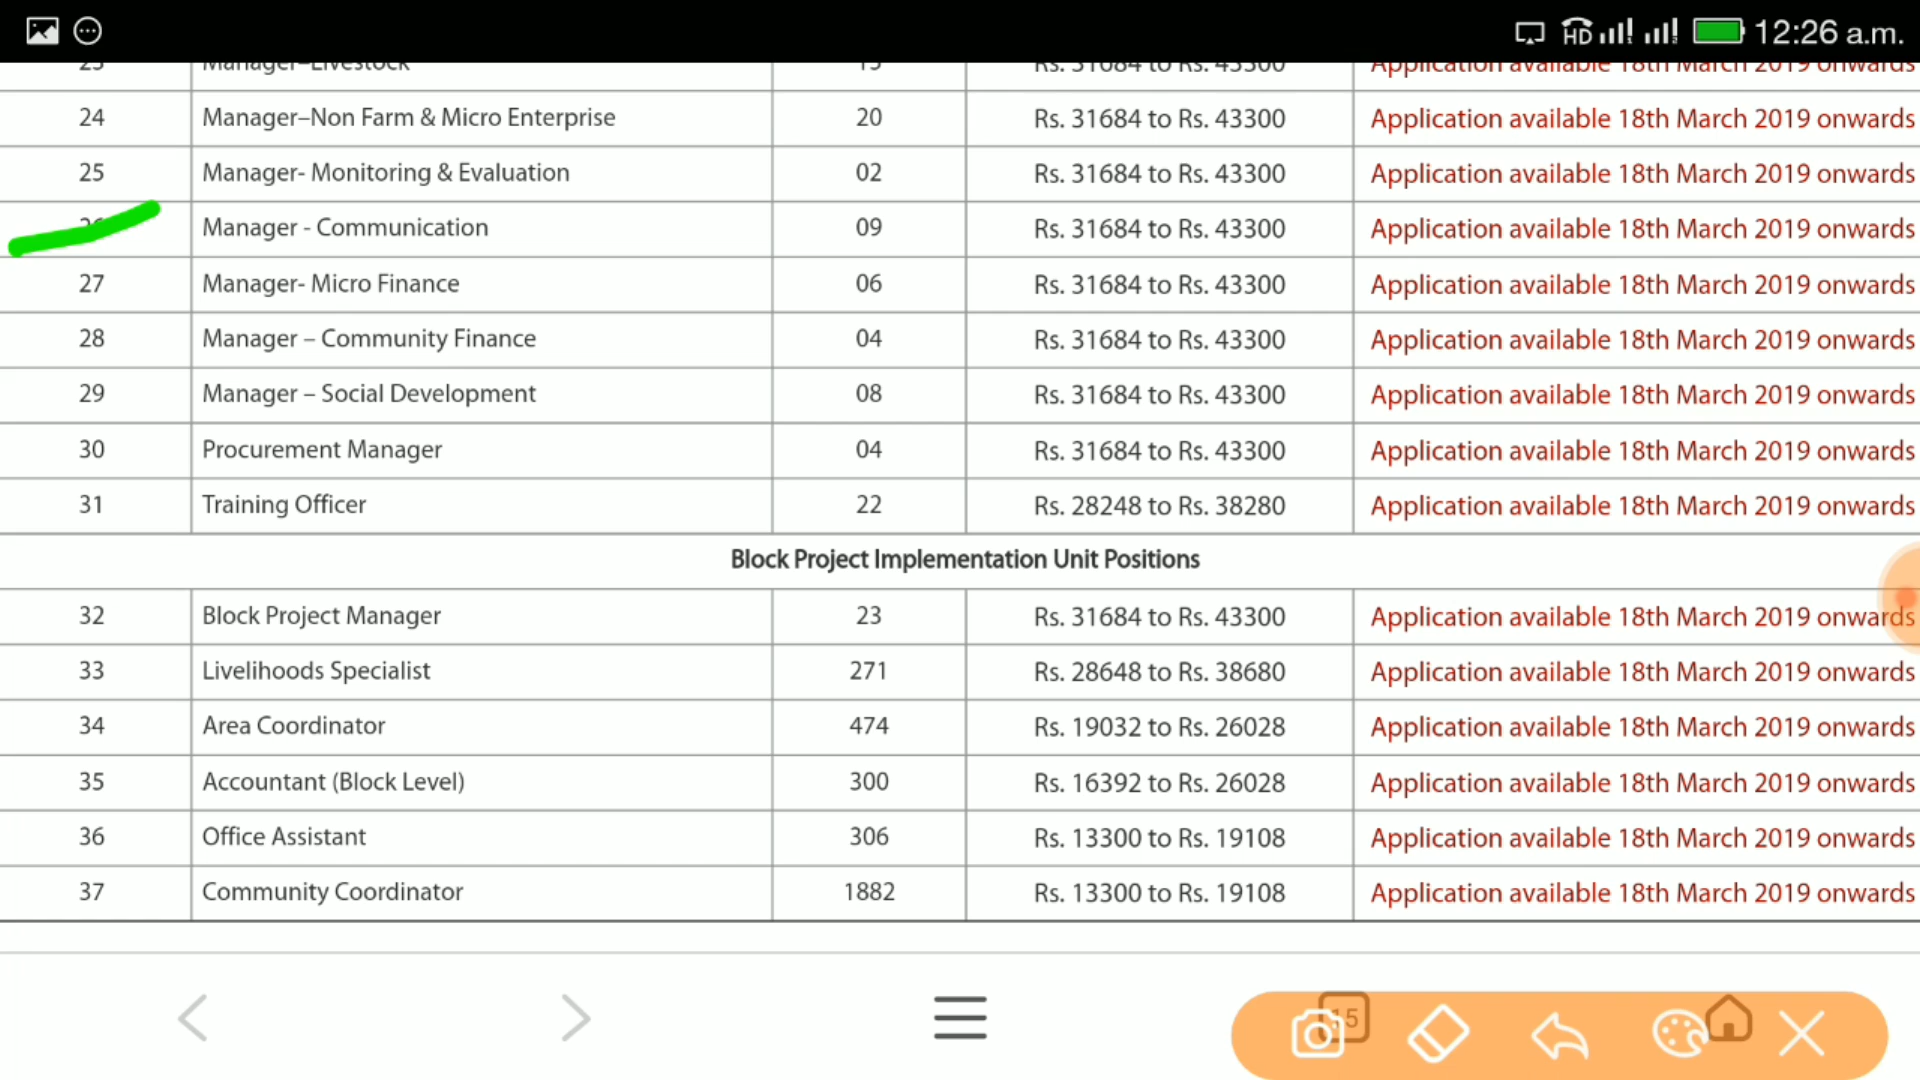 12:26 a.m.
24 Manager–Non Farm & Micro Enterprise 20 Rs. 31684 to Rs. 43300 Application available 18th March 2019 onwards
25 Manager- Monitoring & Evaluation 02 Rs. 31684 to Rs. 43300 Application available 18th March 2019 onwards
Manager - Communication 09 Rs. 31684 to Rs. 43300 Application available 18th March 2019 onwards
27 Manager- Micro Finance 06 Rs. 31684 to Rs. 43300 Application available 18th March 2019 onwards
28 Manager – Community Finance 04 Rs. 31684 to Rs. 43300 Application available 18th March 2019 onwards
29 Manager – Social Development 08 Rs. 31684 to Rs. 43300 Application available 18th March 2019 onwards
30 Procurement Manager 04 Rs. 31684 to Rs. 43300 Application available 18th March 2019 onwards
31 Training Officer 22 Rs. 28248 to Rs. 38280 Application available 18th March 2019 onwards
Block Project Implementation Unit Positions
32 Block Project Manager 23 Rs. 31684 to Rs. 43300 Application available 18th March 2019 onwards
33 Livelihoods Specialist 271 Rs. 28648 to Rs. 38680 Application available 18th March 2019 onwards
34 Area Coordinator 474 Rs. 19032 to Rs. 26028 Application available 18th March 2019 onwards
35 Accountant (Block Level) 300 Rs. 16392 to Rs. 26028 Application available 18th March 2019 onwards
36 Office Assistant 306 Rs. 13300 to Rs. 19108 Application available 18th March 2019 onwards
37 Community Coordinator 1882 Rs. 13300 to Rs. 19108 Application available 18th March 2019 onwards